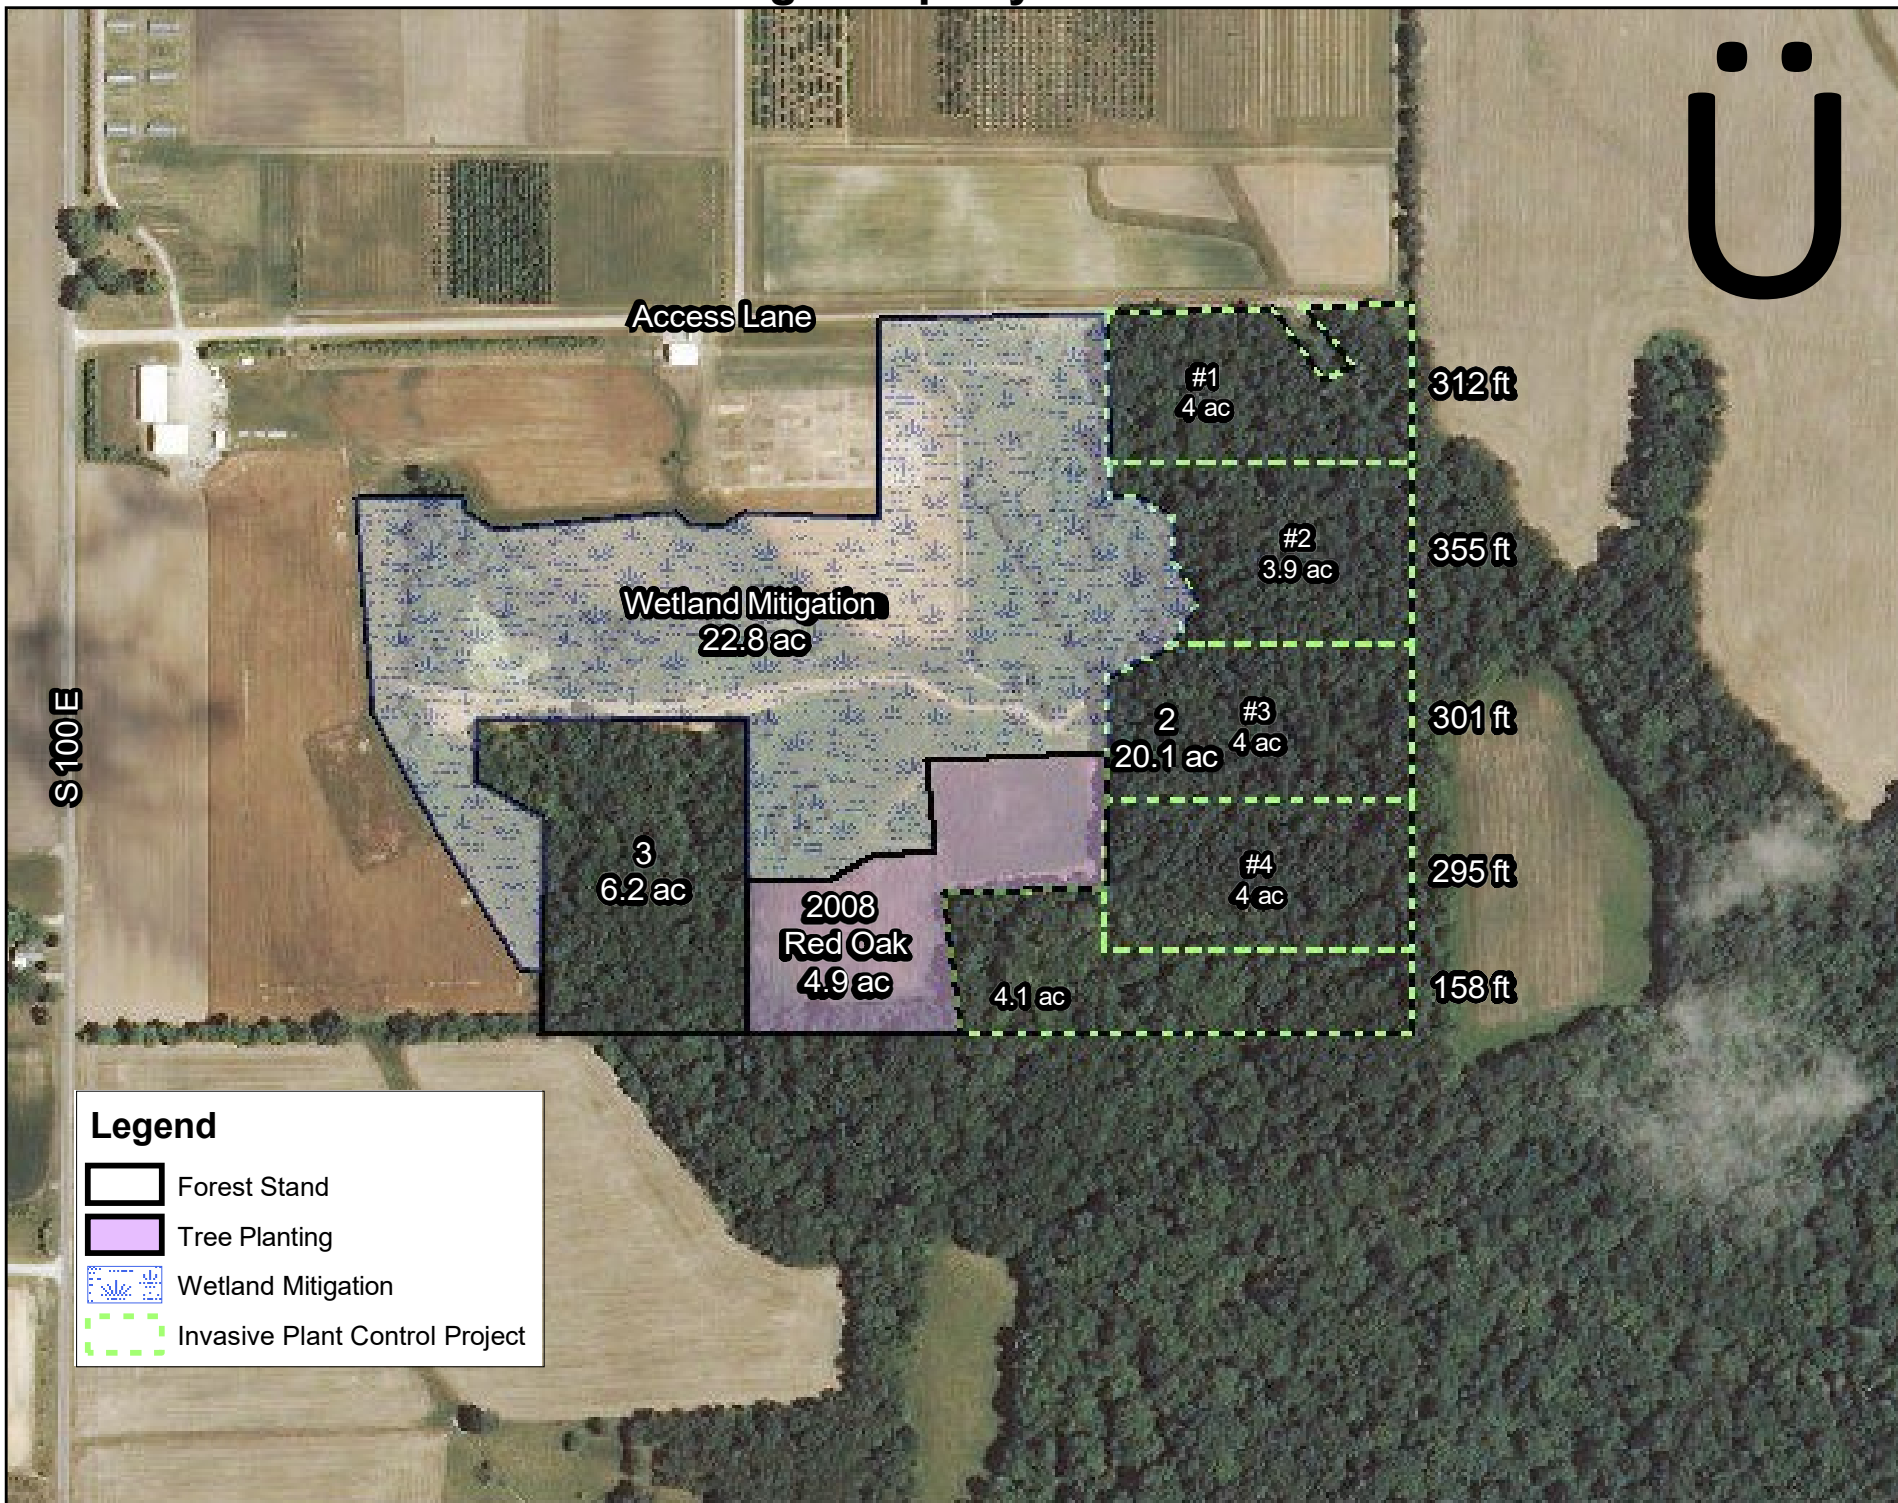 Ü
Access Lane
#1
4 ac
312 ft
#2
3.9 ac
355 ft
Wetland Mitigation
22.8 ac
S 100 E
2
20.1 ac
#3
4 ac
301 ft
3
6.2 ac
#4
4 ac
295 ft
2008
Red Oak
4.9 ac
4.1 ac
158 ft
Legend
Forest Stand
Tree Planting
Wetland Mitigation
Invasive Plant Control Project